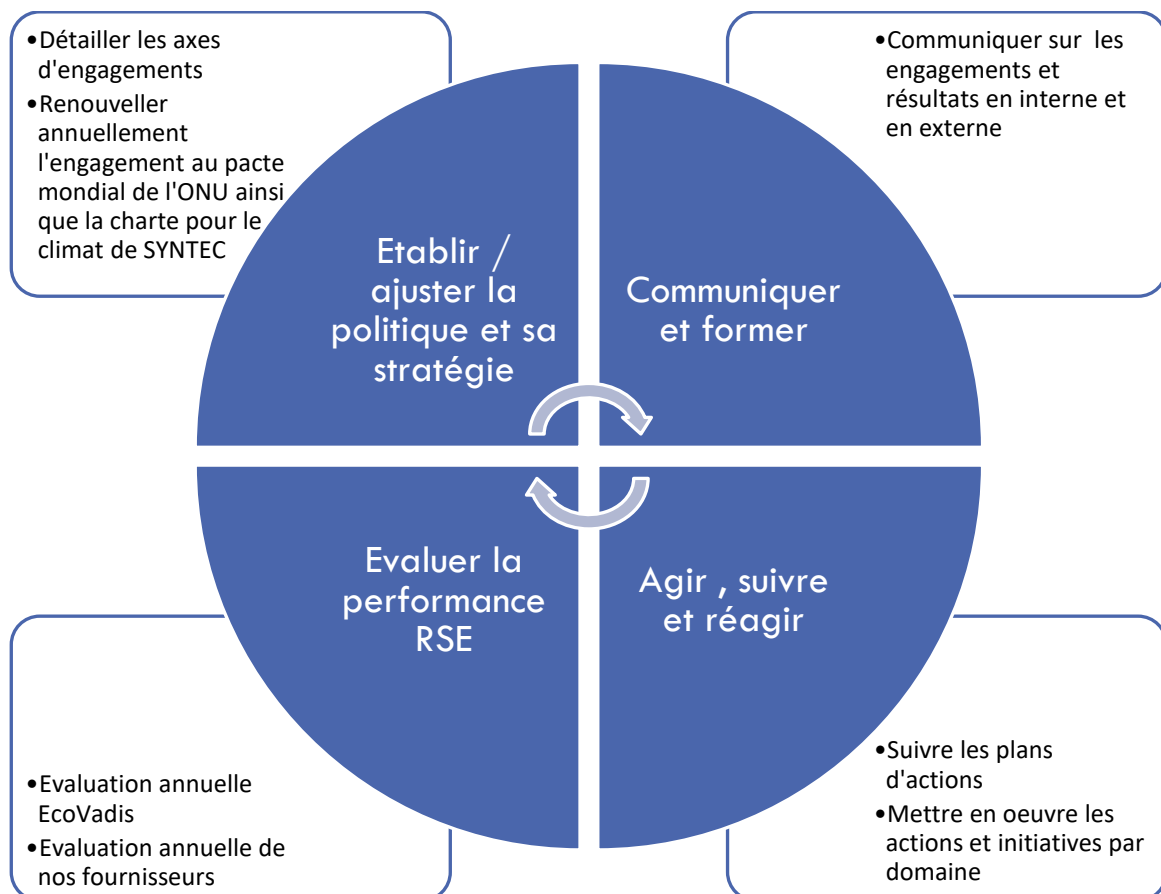 •Détailler les axes
d'engagements
•Renouveller
annuellement
l'engagement au pacte
mondial de l'ONU ainsi
que la charte pour le
climat de SYNTEC
Etablir /
ajuster la
politique et sa
stratégie
•Communiquer sur les
engagements et
résultats en interne et
en externe
Communiquer
et former
Evaluer la
performance
RSE
•Evaluation annuelle
EcoVadis
•Evaluation annuelle de
nos fournisseurs
Agir , suivre
et réagir
•Suivre les plans
d'actions
•Mettre en oeuvre les
actions et initiatives par
domaine